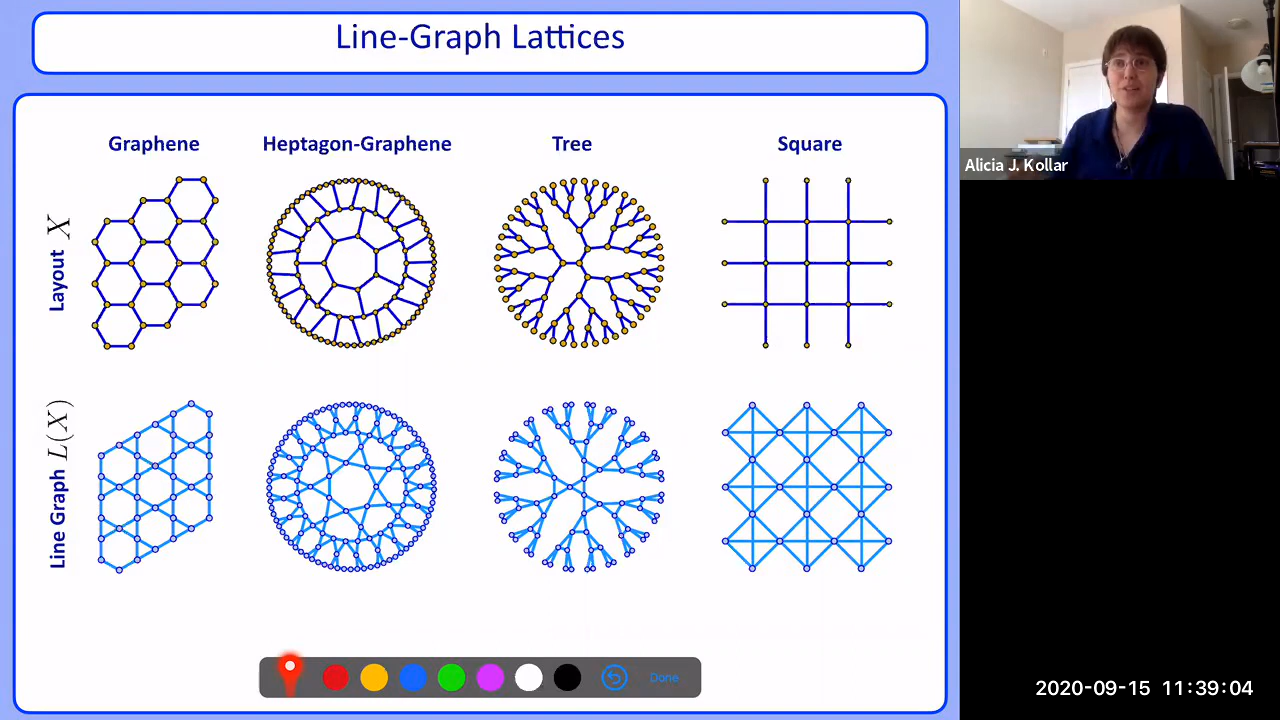 Line-Graph Lattices
Graphene
Heptagon-Graphene
Tree
Square
Layout X
Line Graph L(X)
Done
Alicia J. Kollar
2020-09-15 11:39:04